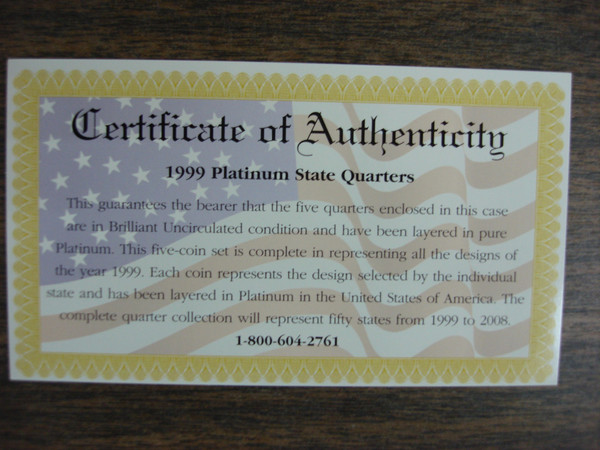 Certificate of Authenticity
1999 Platinum State Quarters
This guarantees the bearer that the five quarters enclosed in this case
are in Brilliant Uncirculated condition and have been layered in pure
Platinum. This five-coin set is complete in representing all the designs of
the year 1999. Each coin represents the design selected by the individual
state and has been layered in Platinum in the United States of America. The
complete quarter collection will represent fifty states from 1999 to 2008.
1-800-604-2761